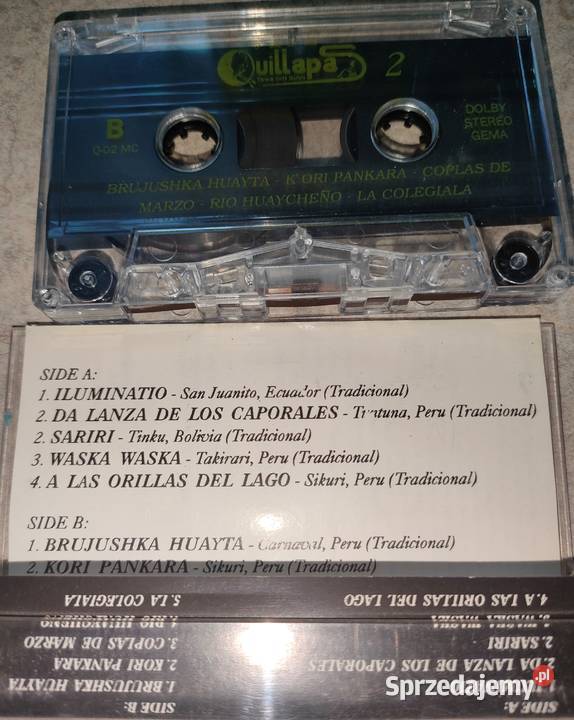 Quillapa
2
B
Q-02 MC
DOLBY
STEREO
GEMA
BRUJUSHKA HUAYTA - K'ORI PANKARA - COPLAS DE
MARZO - RIO HUAYCHEÑO - LA COLEGIALA
SIDE A:
1. ILUMINATIO - San Juanito, Ecuador (Tradicional)
2. DA LANZA DE LOS CAPORALES - Peru (Tradicional)
2. SARIRI - Tinku, Bolivia (Tradicional)
3. WASKA WASKA - Takirari, Peru (Tradicional)
4. A LAS ORILLAS DEL LAGO - Sikuri, Peru (Tradicional)
SIDE B:
1. BRUJUSHKA HUAYTA - Carnaval, Peru (Tradicional)
2. KORI PANKARA - Sikuri, Peru (Tradicional)
5. LA COLEGIALA
4. A LAS ORILLAS DEL LAGO
3. COPLAS DE MARZO
2. SARIRI
2. KORI PANKARA
2. DA LANZA DE LOS CAPORALES
1. BRUJUSHKA HUAYTA
SIDE B:
SIDE A:
Sprzedajemy.pl